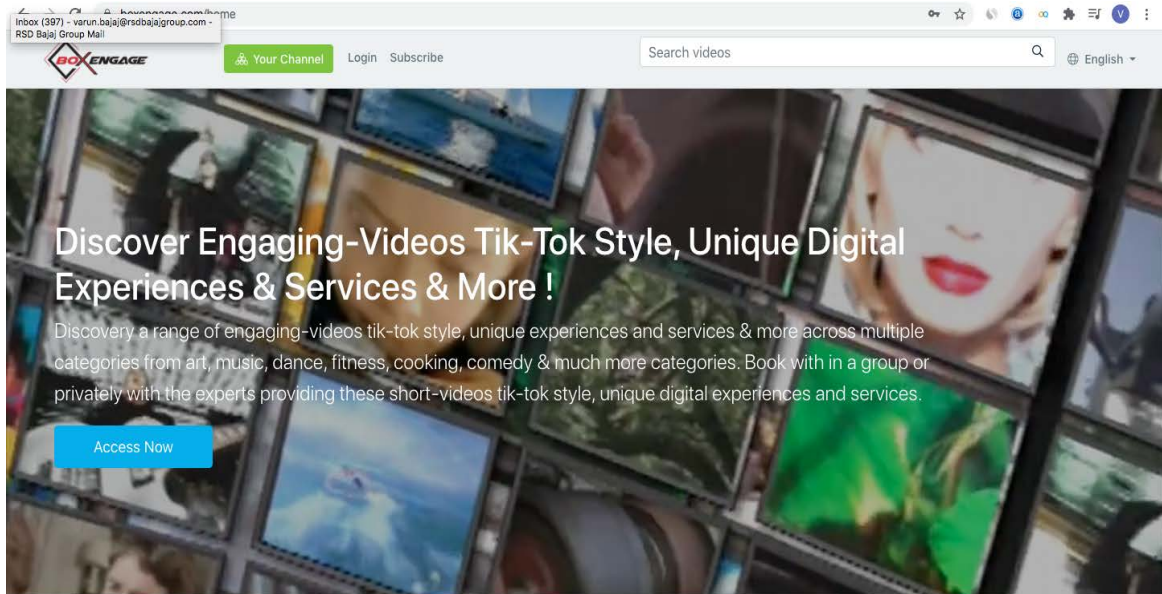 boxengage.com/home
Inbox (397) - varun.bajaj@rsdbajajgroup.com -
RSD Bajaj Group Mail
BOXENGAGE
Your Channel
Login
Subscribe
Search videos
English
V
Discover Engaging-Videos Tik-Tok Style, Unique Digital
Experiences & Services & More !
Discovery a range of engaging-videos tik-tok style, unique experiences and services & more across multiple
categories from art, music, dance, fitness, cooking, comedy & much more categories. Book with in a group or
privately with the experts providing these short-videos tik-tok style, unique digital experiences and services.
Access Now